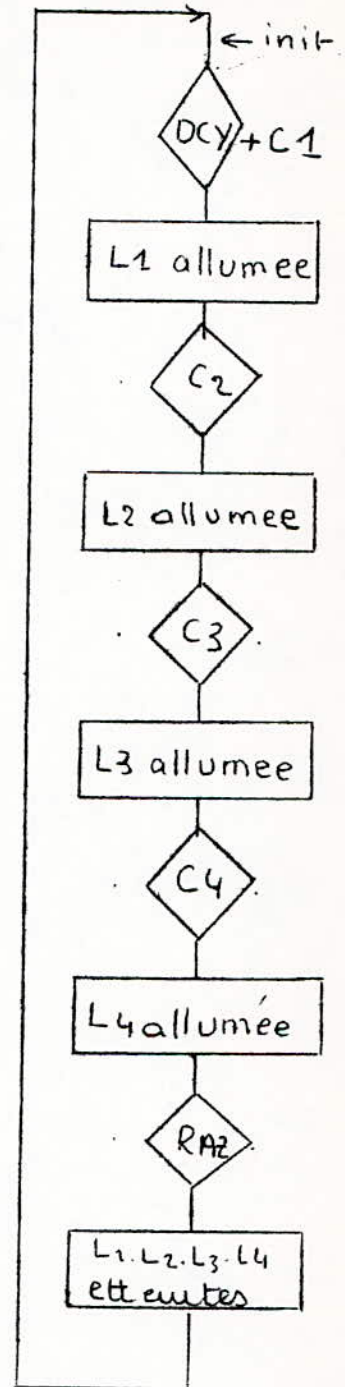 ← init
DCY + C1
L1 allumee
C2
L2 allumee
C3
L3 allumee
C4
L4 allumée
RAZ
L1.L2.L3.L4
etteintes